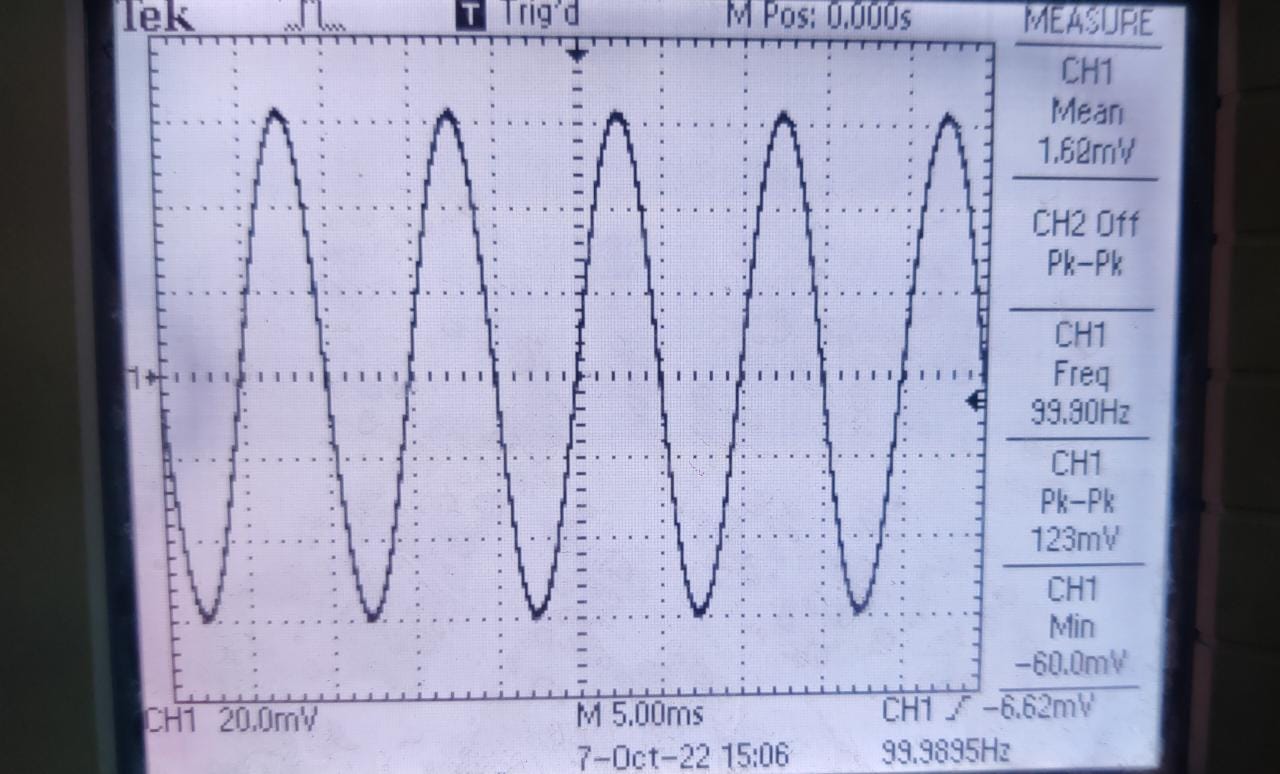 Tek T Trig'd M Pos: 0.000s MEASURE
CH1
Mean
CH2 Off
Pk-Pk
CH1
Freq
99.90Hz
CH1
Pk-Pk
123mV
CH1
Min
-60.0mV
1
CH1 20.0mV M 5.00ms CH1 -6.62mV
7-Oct-22 15:06 99.9895Hz